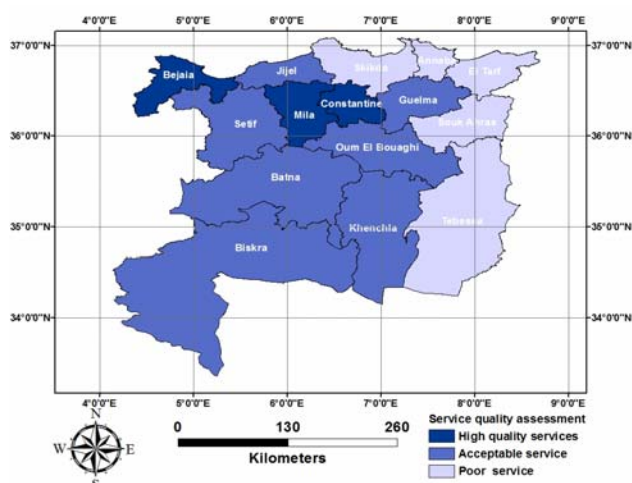 4°0'0"E 5°0'0"E 6°0'0"E 7°0'0"E 8°0'0"E 9°0'0"E
37°0'0"N 37°0'0"N
Bejaia Jijel Skikda Annaba El Tarf
Mila Constantine Guelma
36°0'0"N 36°0'0"N
Setif Souk Ahras
Oum El Bouaghi
Batna
35°0'0"N 35°0'0"N
Khenchla Tebessa
Biskra
34°0'0"N 34°0'0"N
4°0'0"E 5°0'0"E 6°0'0"E 7°0'0"E 8°0'0"E 9°0'0"E
N
W E
S
0 130 260
Kilometers
Service quality assessment
High quality services
Acceptable service
Poor service